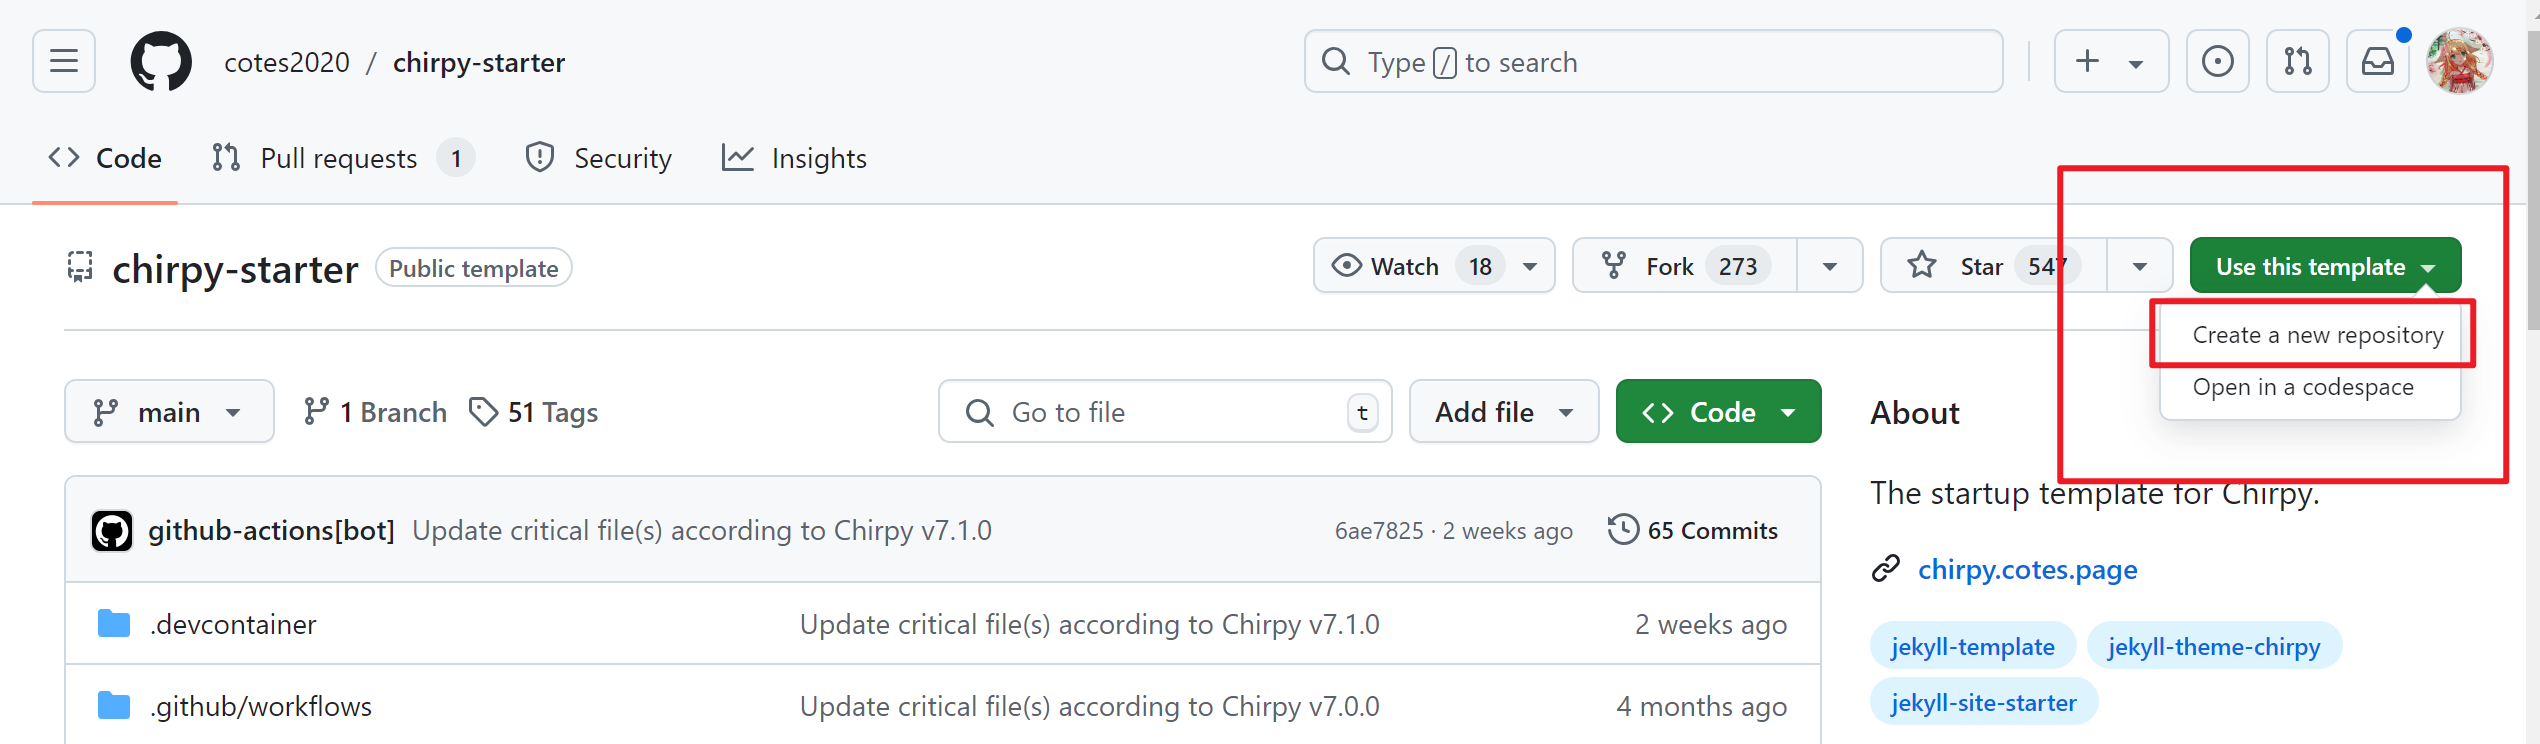 cotes2020 / chirpy-starter
Type / to search
Code
Pull requests 1
Security
Insights
chirpy-starter
Public template
Watch 18
Fork 273
Star 547
Use this template
Create a new repository
Open in a codespace
main
1 Branch
51 Tags
Go to file
t
Add file
Code
About
The startup template for Chirpy.
chirpy.cotes.page
jekyll-template
jekyll-theme-chirpy
jekyll-site-starter
github-actions[bot] Update critical file(s) according to Chirpy v7.1.0 6ae7825 · 2 weeks ago 65 Commits
.devcontainer Update critical file(s) according to Chirpy v7.1.0 2 weeks ago
.github/workflows Update critical file(s) according to Chirpy v7.0.0 4 months ago